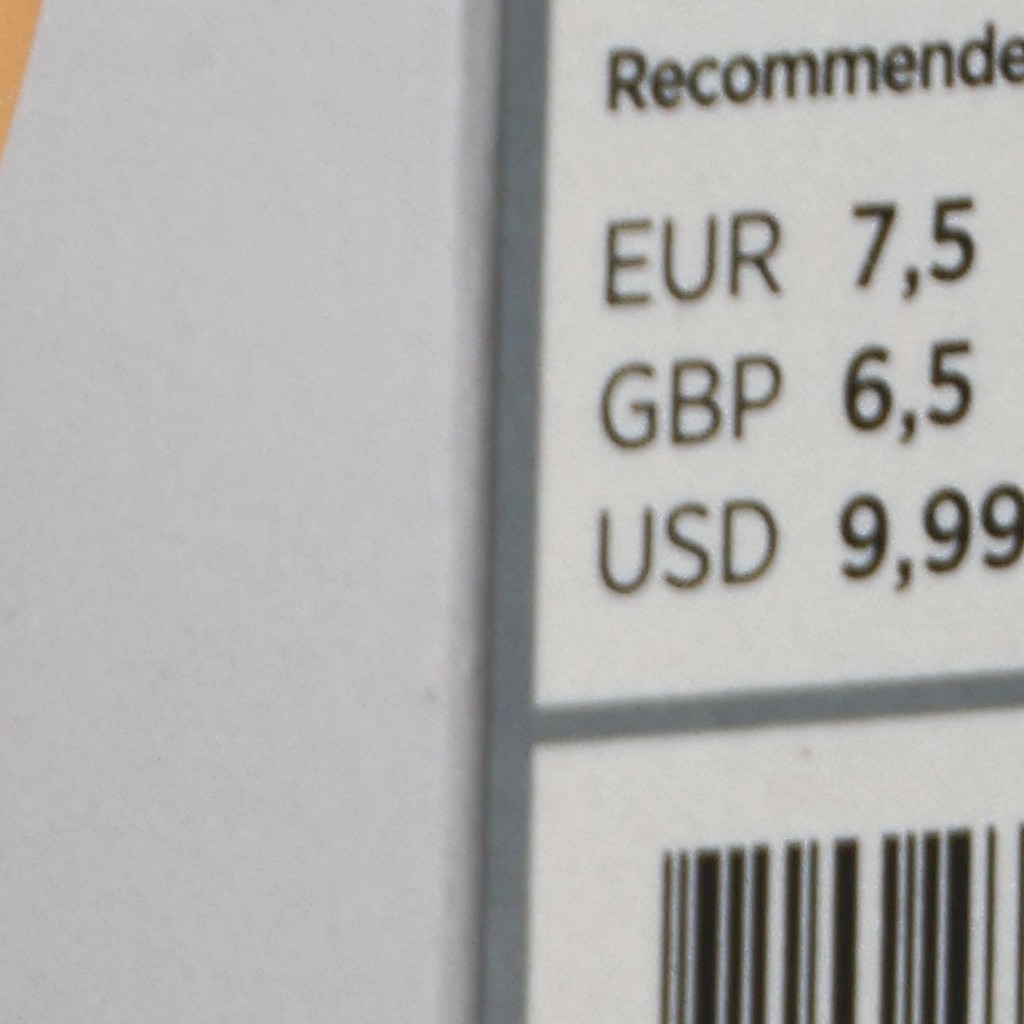 Recommende
EUR 7,5
GBP 6,5
USD 9,99